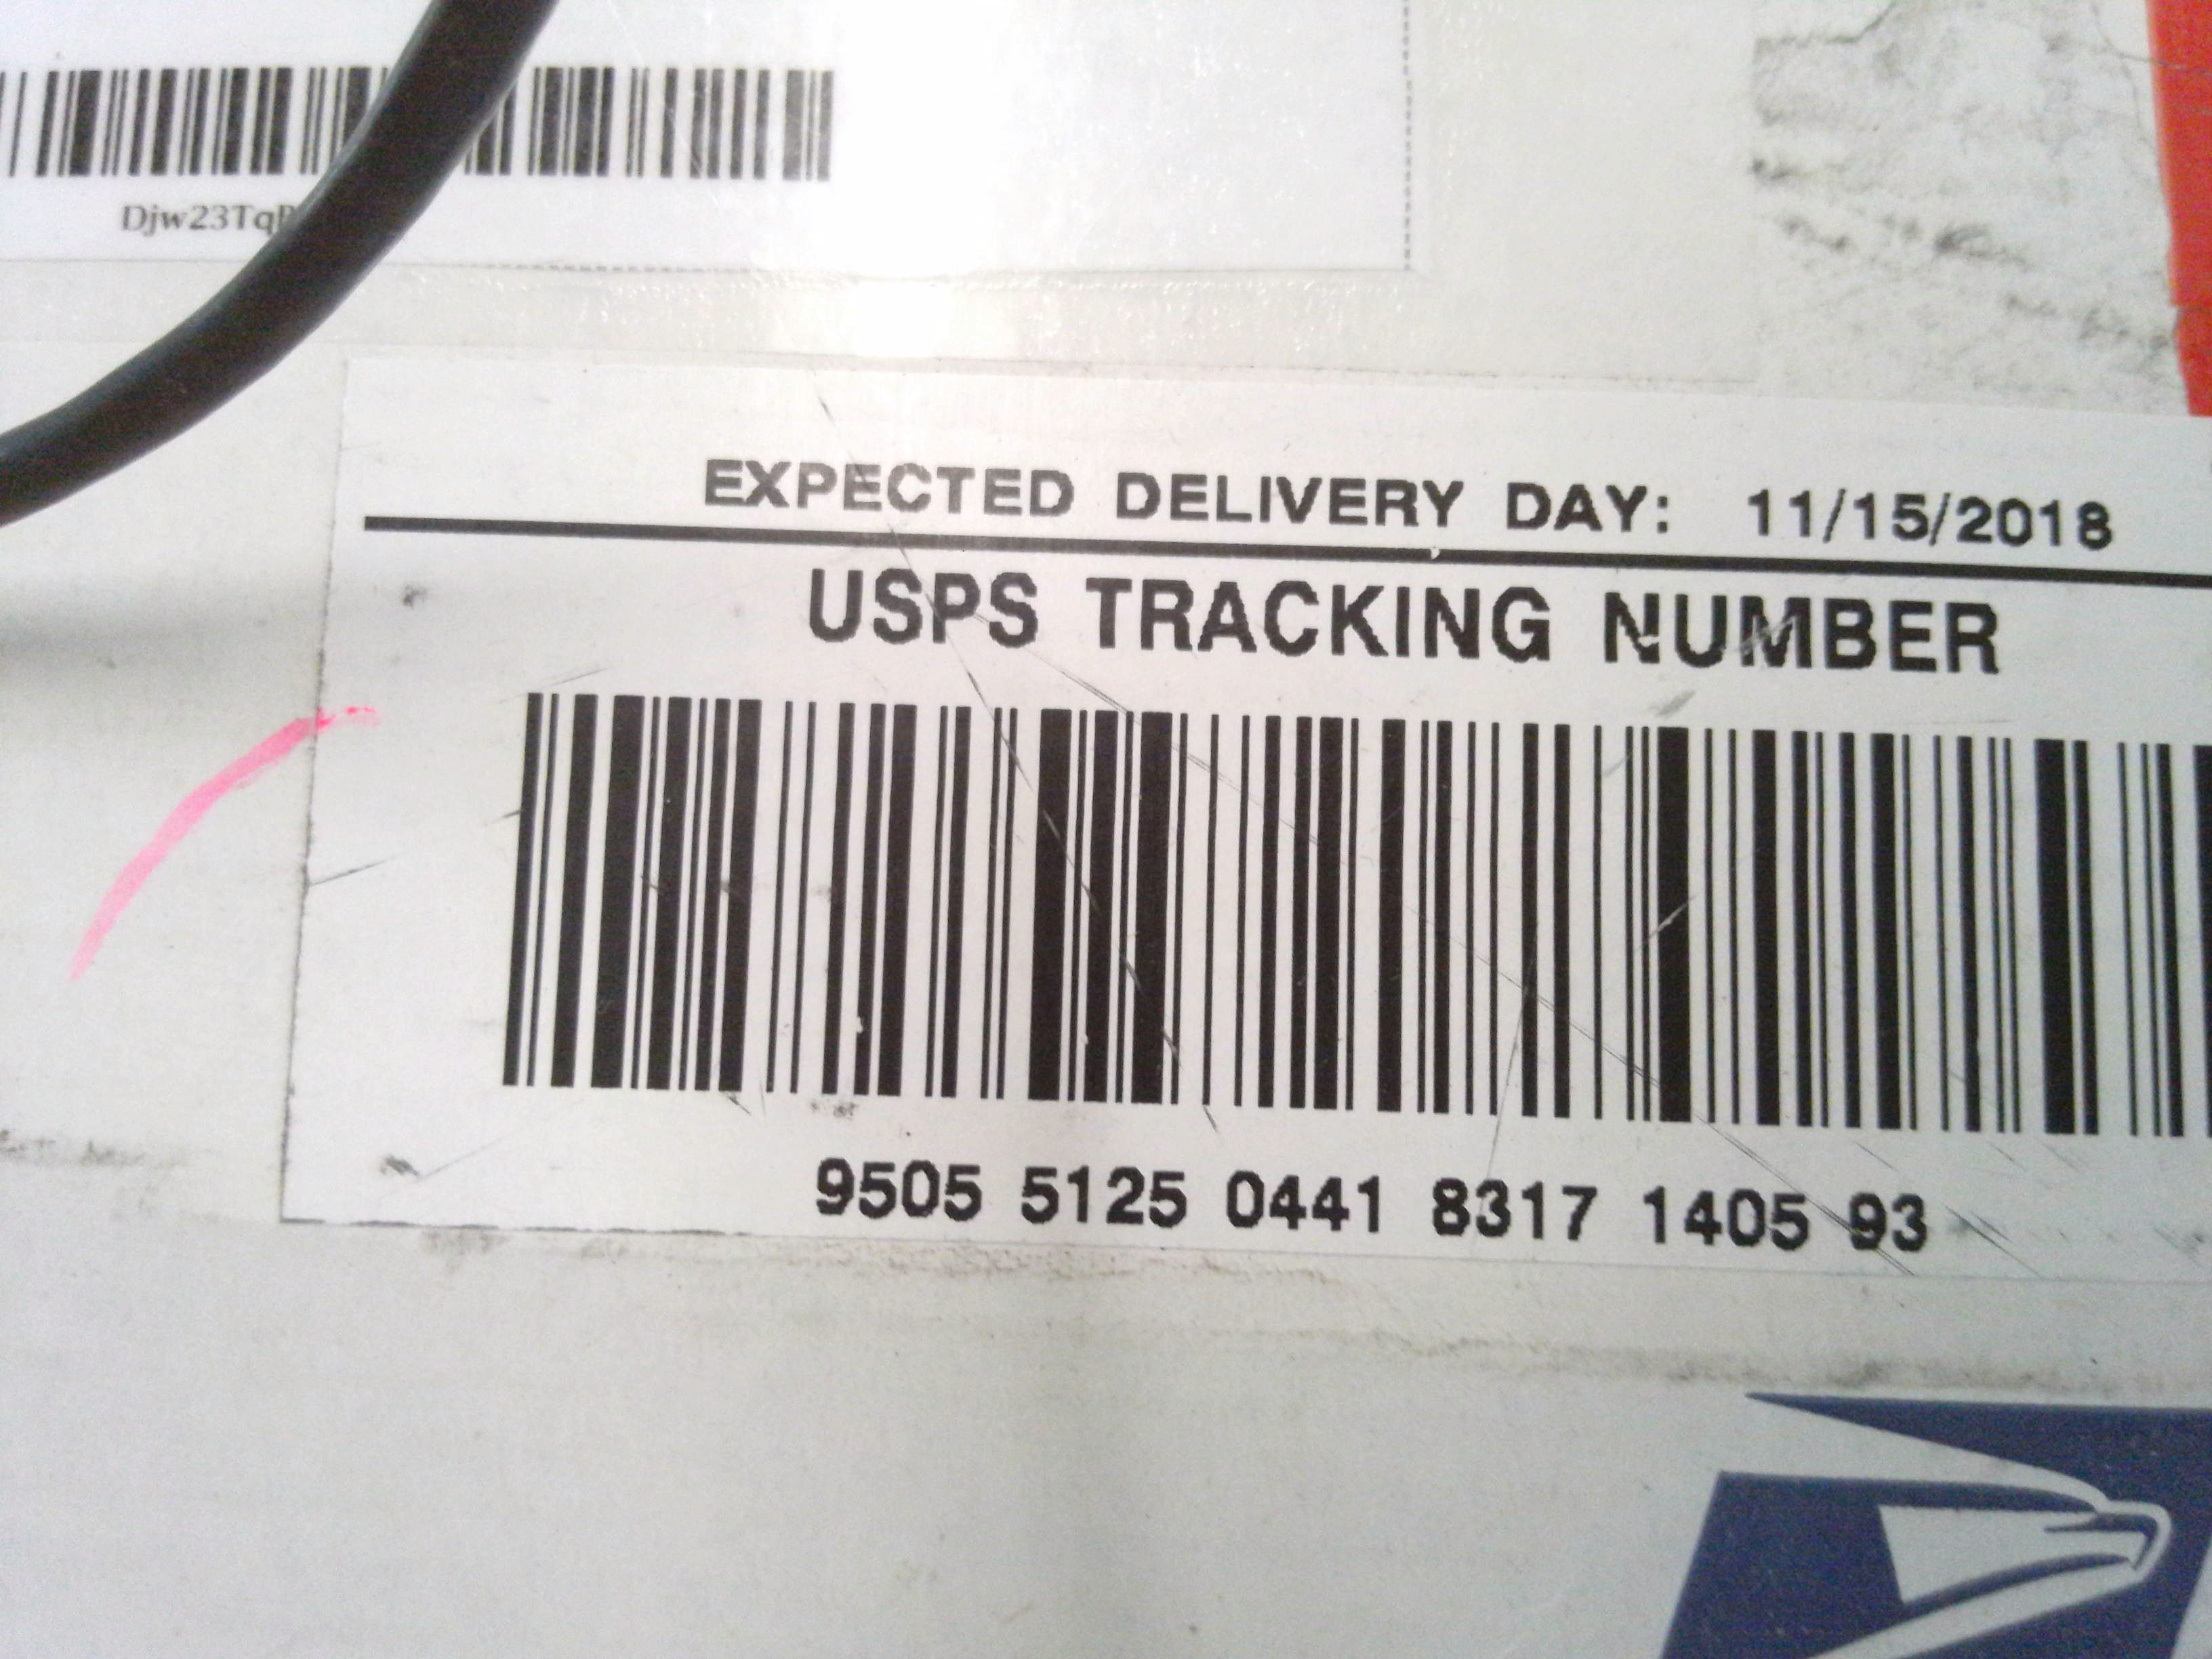 EXPECTED DELIVERY DAY: 11/15/2018
USPS TRACKING NUMBER
9505 5125 0441 8317 1405 93